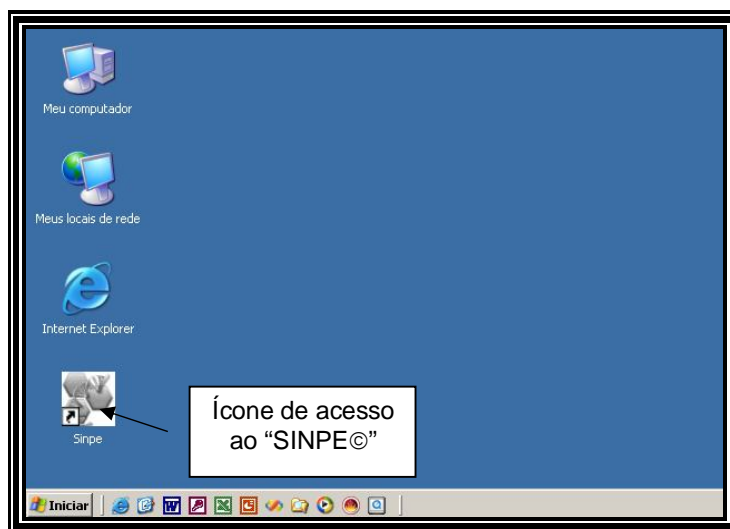 Meu computador
Meus locais de rede
Internet Explorer
Sinpe
Ícone de acesso
ao “SINPE©”
Iniciar